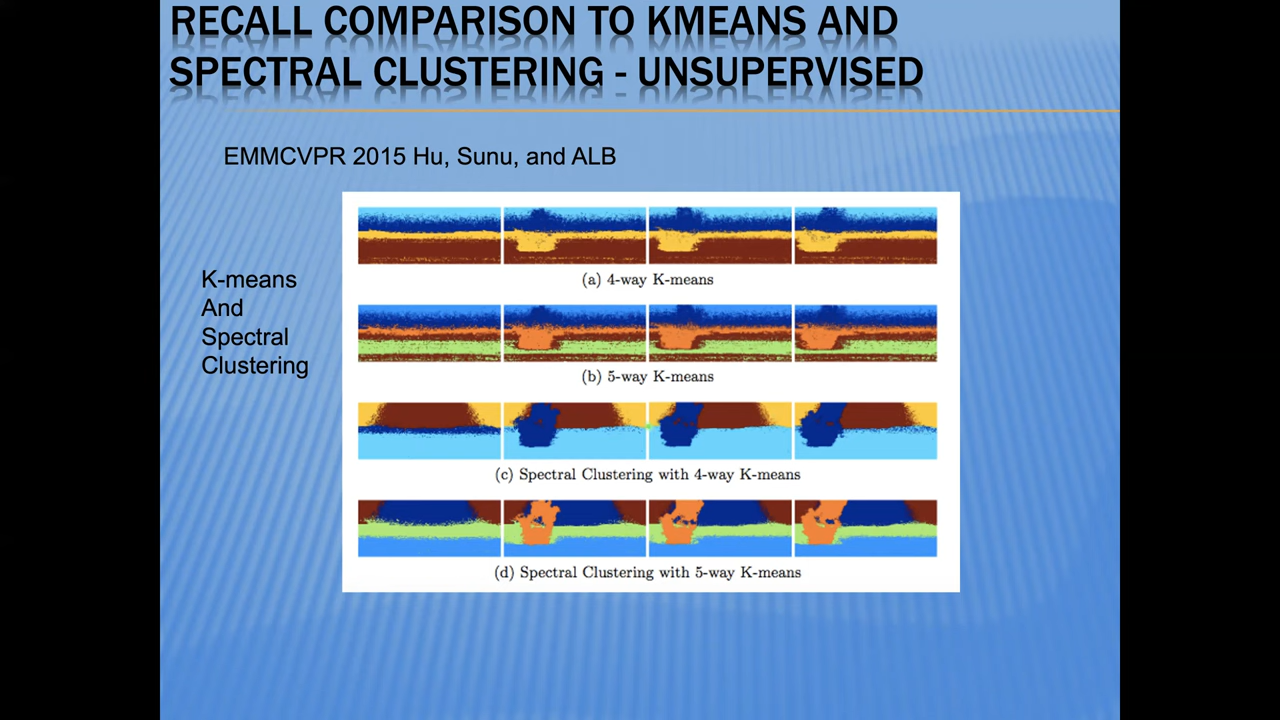 RECALL COMPARISON TO KMEANS AND
SPECTRAL CLUSTERING - UNSUPERVISED
EMMCVPR 2015 Hu, Sunu, and ALB
K-means
And
Spectral
Clustering
(a) 4-way K-means
(b) 5-way K-means
(c) Spectral Clustering with 4-way K-means
(d) Spectral Clustering with 5-way K-means